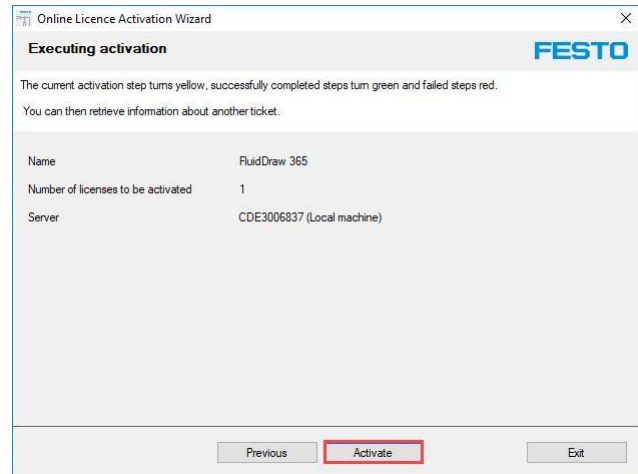 Online Licence Activation Wizard
Executing activation
FESTO
The current activation step turns yellow, successfully completed steps turn green and failed steps red.
You can then retrieve information about another ticket.
Name FluidDraw 365
Number of licenses to be activated 1
Server CDE3006837 (Local machine)
Previous Activate Exit